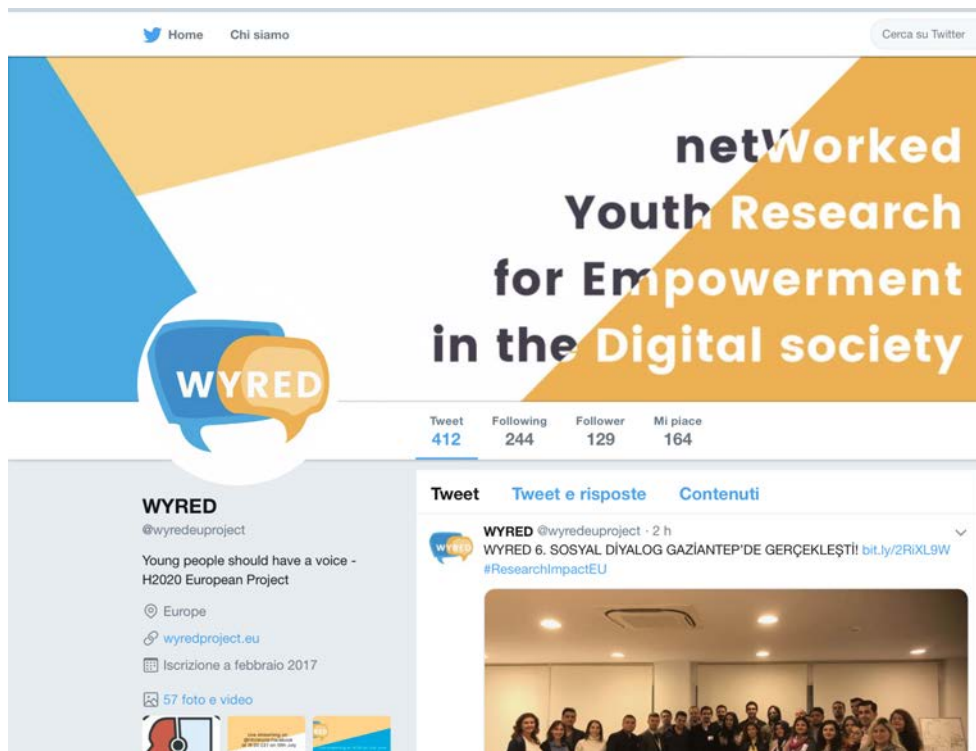 Home Chi siamo
Cerca su Twitter
netWorked
Youth Research
for Empowerment
in the Digital society
WYRED
Tweet Following Follower Mi piace
412 244 129 164
WYRED
@wyredeuproject
Young people should have a voice -
H2020 European Project
Europe
wyredproject.eu
Iscrizione a febbraio 2017
57 foto e video
Tweet Tweet e risposte Contenuti
WYRED
WYRED @wyredeuproject · 2 h
WYRED 6. SOSYAL DİYALOG GAZİANTEP'DE GERÇEKLEŞTİ! bit.ly/2RiXL9W
#ResearchImpactEU